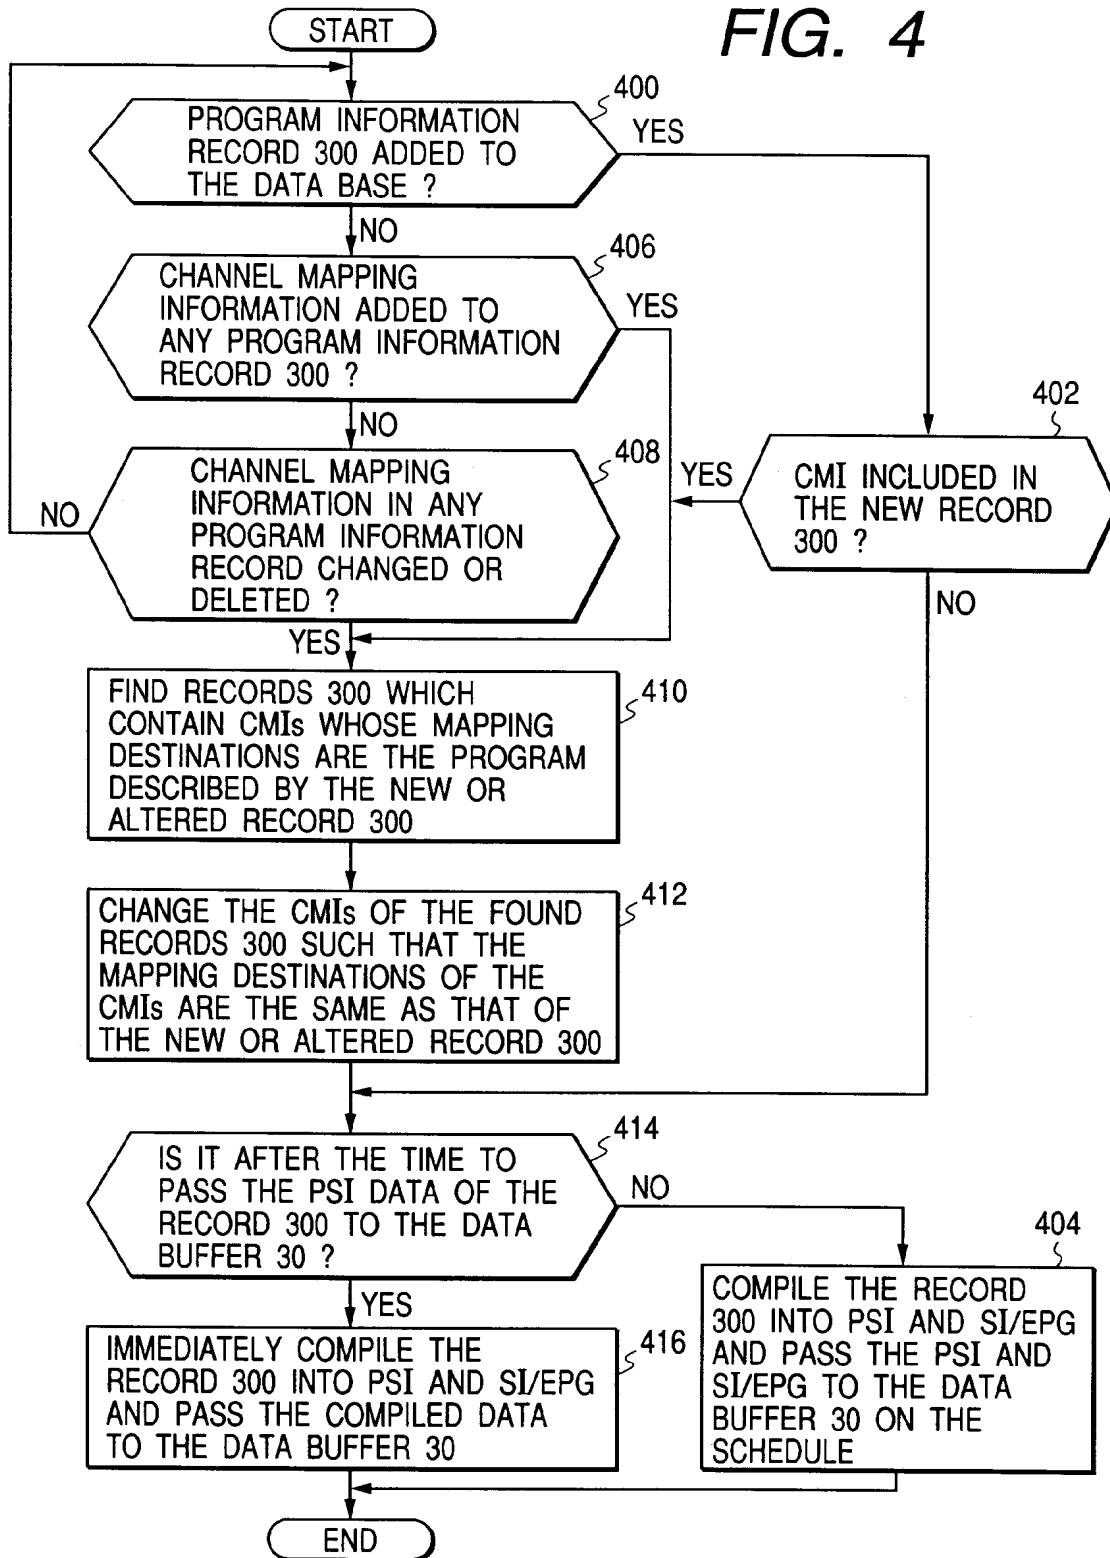 FIG. 4
START
400
PROGRAM INFORMATION
RECORD 300 ADDED TO
THE DATA BASE ?
YES
NO
406
CHANNEL MAPPING
INFORMATION ADDED TO
ANY PROGRAM INFORMATION
RECORD 300 ?
YES
NO
402
CMI INCLUDED IN
THE NEW RECORD
300 ?
YES
NO
408
CHANNEL MAPPING
INFORMATION IN ANY
PROGRAM INFORMATION
RECORD CHANGED OR
DELETED ?
NO
YES
410
FIND RECORDS 300 WHICH
CONTAIN CMIs WHOSE MAPPING
DESTINATIONS ARE THE PROGRAM
DESCRIBED BY THE NEW OR
ALTERED RECORD 300
412
CHANGE THE CMIs OF THE FOUND
RECORDS 300 SUCH THAT THE
MAPPING DESTINATIONS OF THE
CMIs ARE THE SAME AS THAT OF
THE NEW OR ALTERED RECORD 300
414
IS IT AFTER THE TIME TO
PASS THE PSI DATA OF THE
RECORD 300 TO THE DATA
BUFFER 30 ?
NO
YES
404
COMPILE THE RECORD
300 INTO PSI AND SI/EPG
AND PASS THE PSI AND
SI/EPG TO THE DATA
BUFFER 30 ON THE
SCHEDULE
416
IMMEDIATELY COMPILE THE
RECORD 300 INTO PSI AND SI/EPG
AND PASS THE COMPILED DATA
TO THE DATA BUFFER 30
END